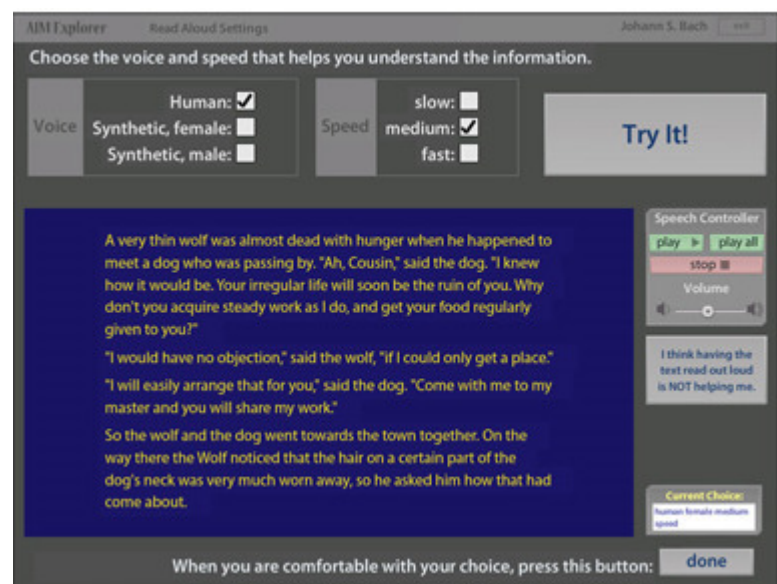 AIM Explorer Read Aloud Settings Johann S. Bach exit
Choose the voice and speed that helps you understand the information.
Voice
Human:
Synthetic, female:
Synthetic, male:
Speed
slow:
medium:
fast:
Try It!
A very thin wolf was almost dead with hunger when he happened to
meet a dog who was passing by. "Ah, Cousin," said the dog. "I knew
how it would be. Your irregular life will soon be the ruin of you. Why
don't you acquire steady work as I do, and get your food regularly
given to you?"
"I would have no objection," said the wolf, "if I could only get a place."
"I will easily arrange that for you," said the dog. "Come with me to my
master and you will share my work."
So the wolf and the dog went towards the town together. On the
way there the Wolf noticed that the hair on a certain part of the
dog's neck was very much worn away, so he asked him how that had
come about.
Speech Controller
play play all
stop
Volume
I think having the
text read out loud
is NOT helping me.
Current Choice:
human female medium
speed
When you are comfortable with your choice, press this button: done